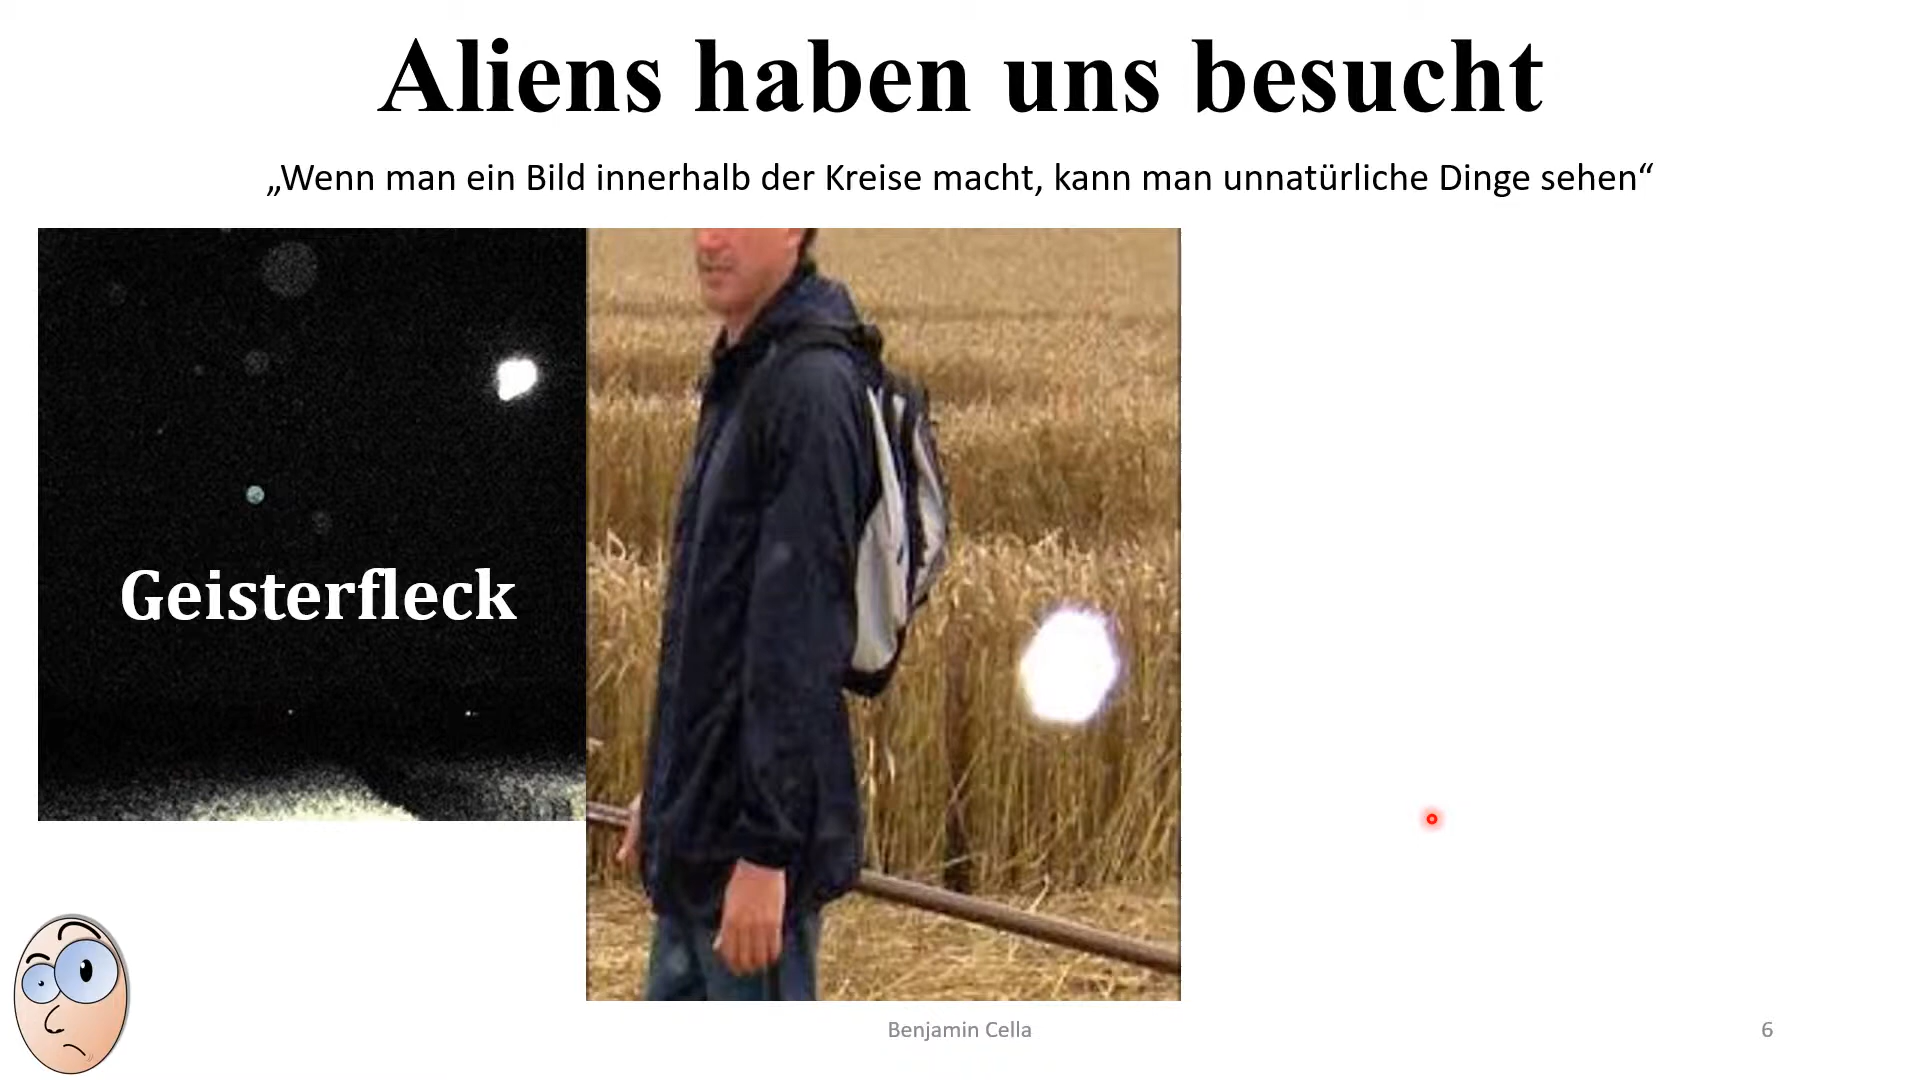 Aliens haben uns besucht
„Wenn man ein Bild innerhalb der Kreise macht, kann man unnatürliche Dinge sehen“
Geisterfleck
Benjamin Cella
6